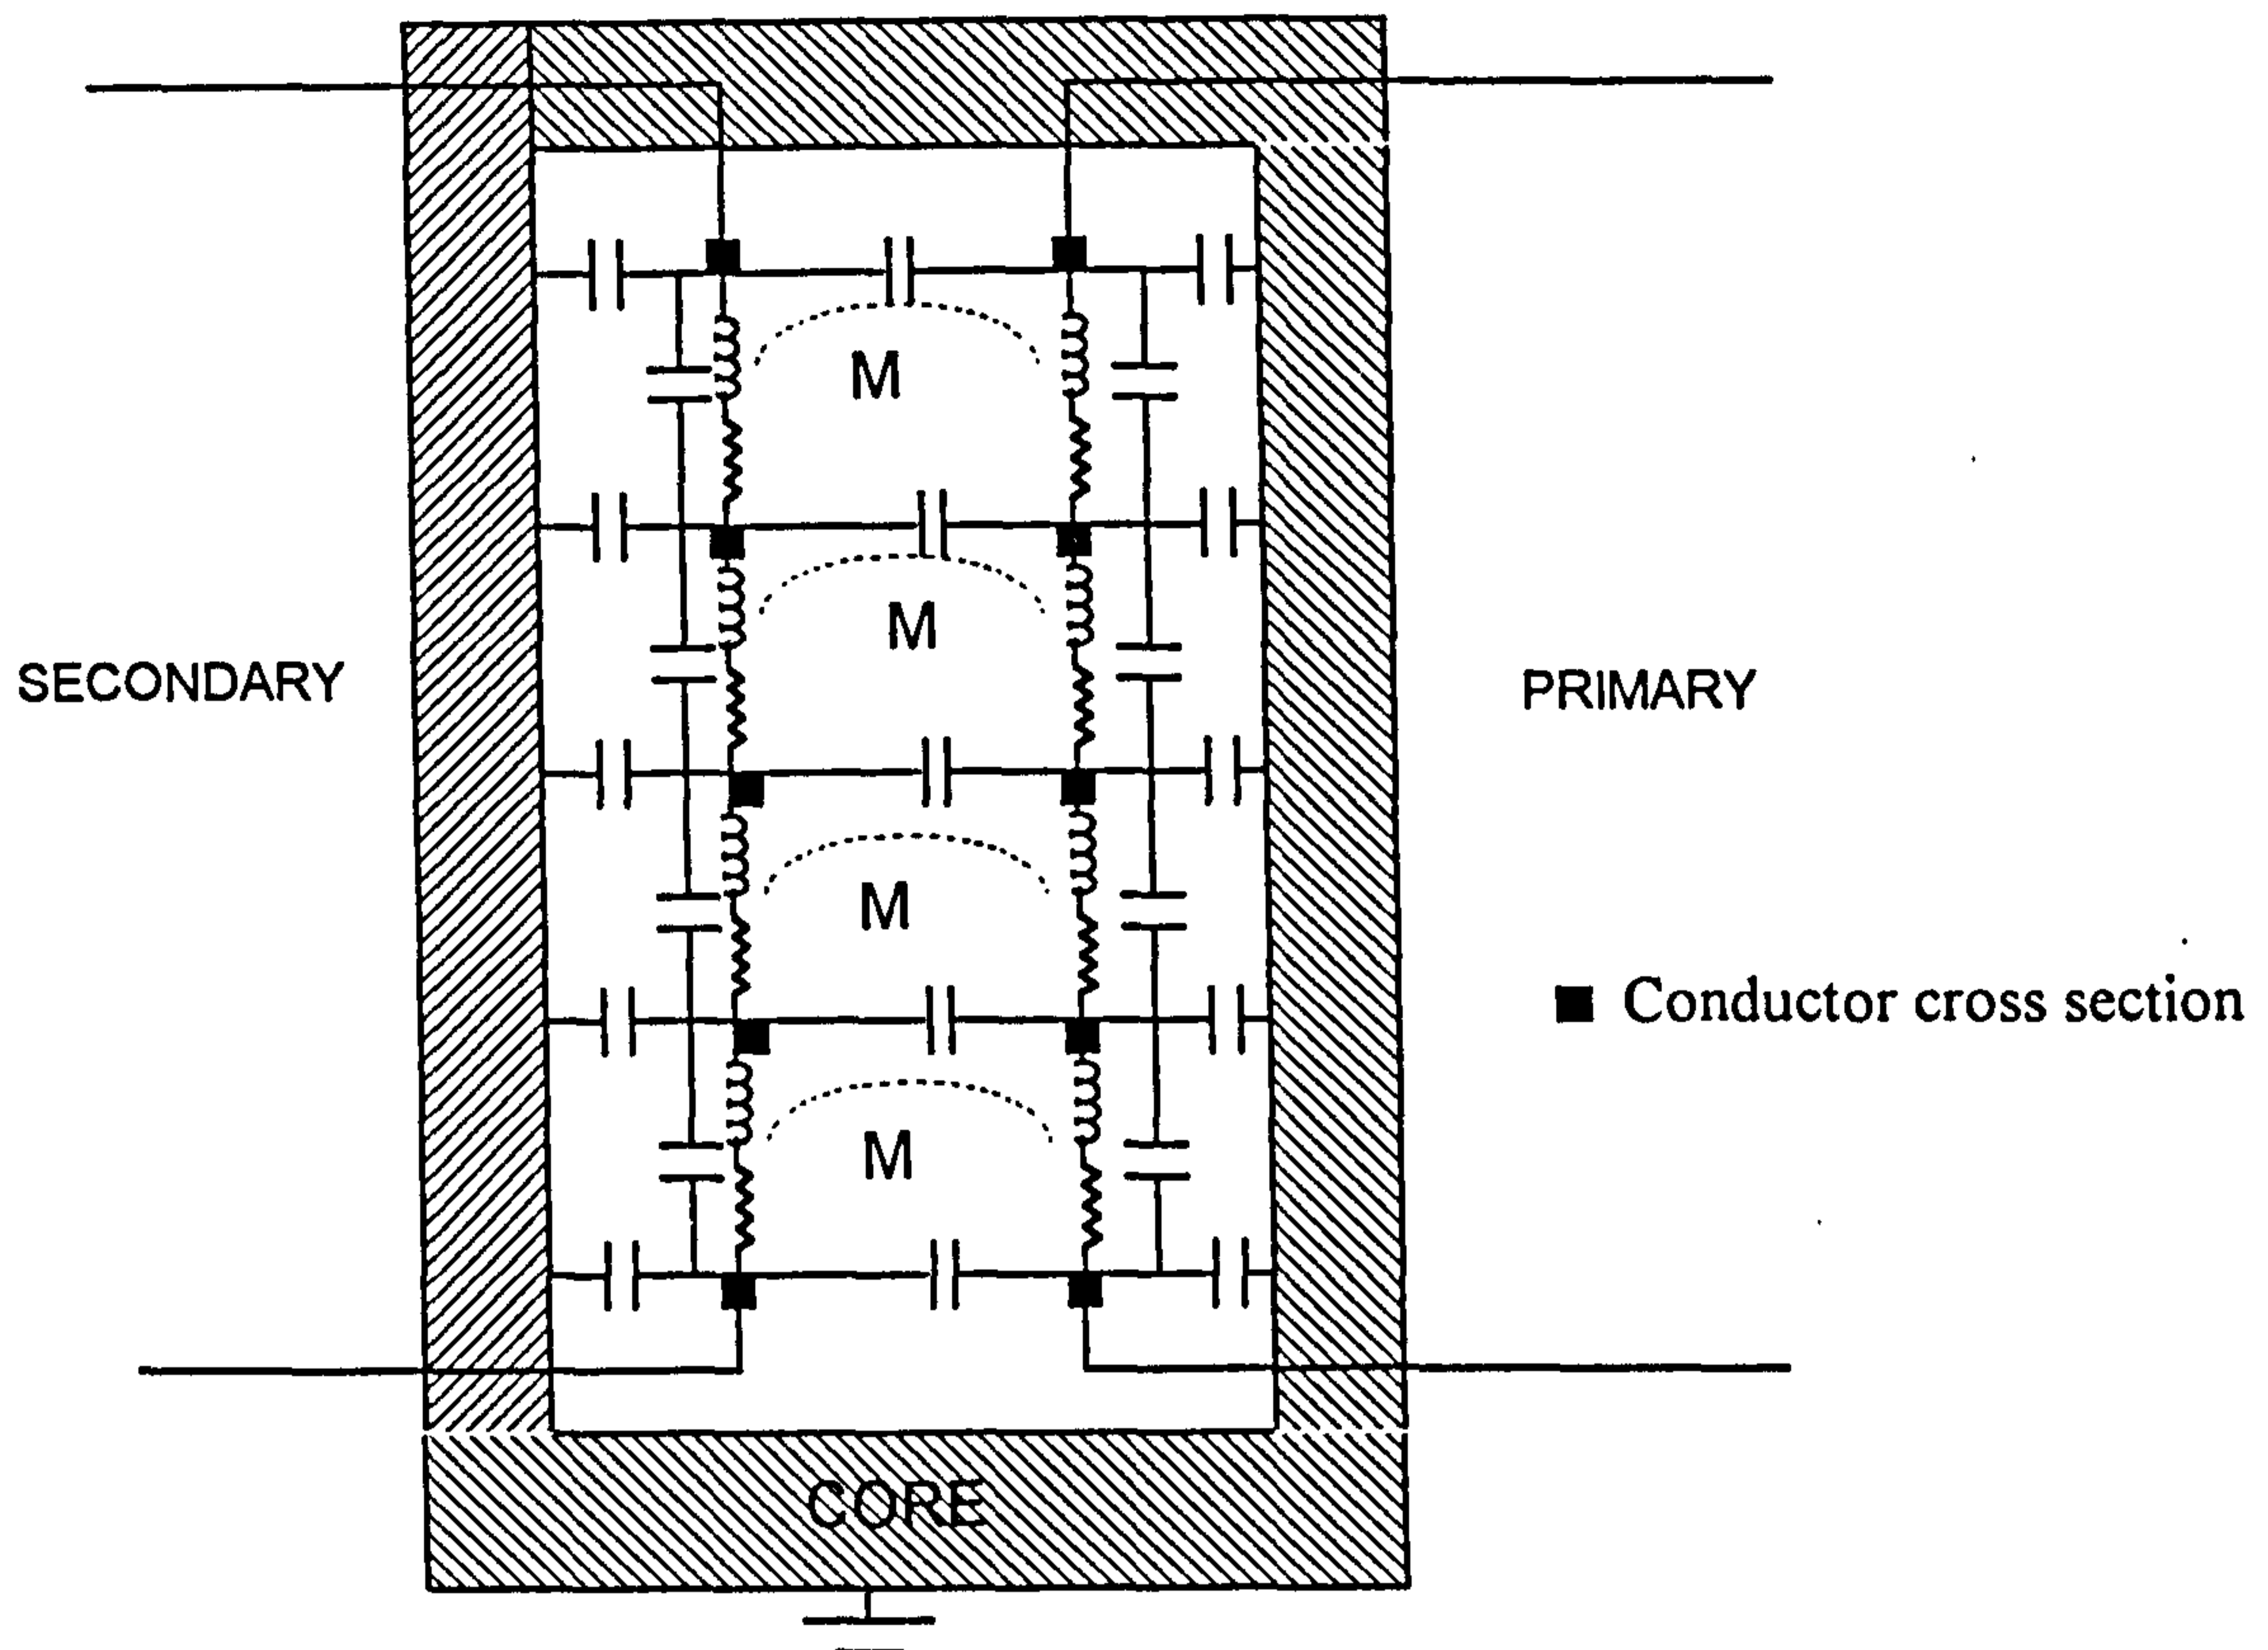 M
M
SECONDARY
PRIMARY
M
Conductor cross section
M
CORE